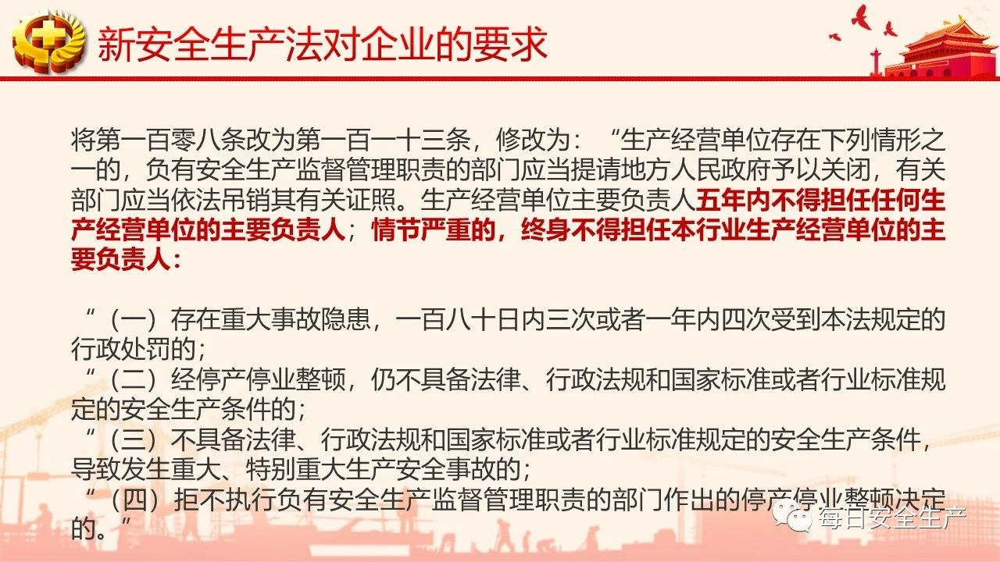 新安全生产法对企业的要求
将第一百零八条改为第一百一十三条，修改为：“生产经营单位存在下列情形之
一的，负有安全生产监督管理职责的部门应当提请地方人民政府予以关闭，有关
部门应当依法吊销其有关证照。生产经营单位主要负责人五年内不得担任任何生
产经营单位的主要负责人；情节严重的，终身不得担任本行业生产经营单位的主
要负责人：
“（一）存在重大事故隐患，一百八十日内三次或者一年内四次受到本法规定的
行政处罚的；
“（二）经停产停业整顿，仍不具备法律、行政法规和国家标准或者行业标准规
定的安全生产条件的；
“（三）不具备法律、行政法规和国家标准或者行业标准规定的安全生产条件，
导致发生重大、特别重大生产安全事故的；
“（四）拒不执行负有安全生产监督管理职责的部门作出的停产停业整顿决定
的。”
每日安全生产